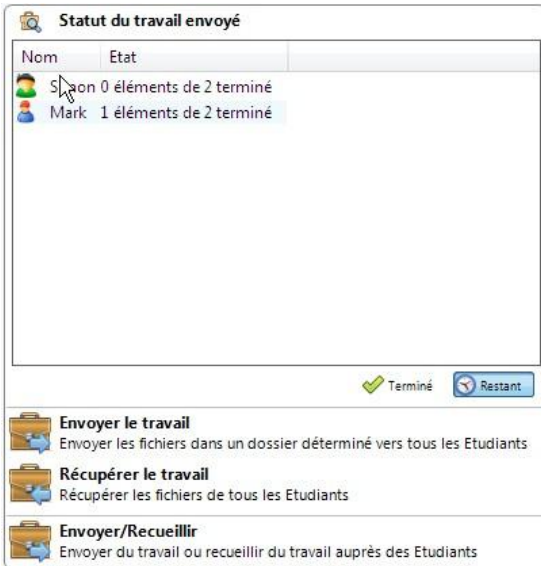 Statut du travail envoyé
Nom Etat
0 éléments de 2 terminé
Mark 1 éléments de 2 terminé
Terminé Restant
Envoyer le travail
Envoyer les fichiers dans un dossier déterminé vers tous les Etudiants
Récupérer le travail
Récupérer les fichiers de tous les Etudiants
Envoyer/Recueillir
Envoyer du travail ou recueillir du travail auprès des Etudiants